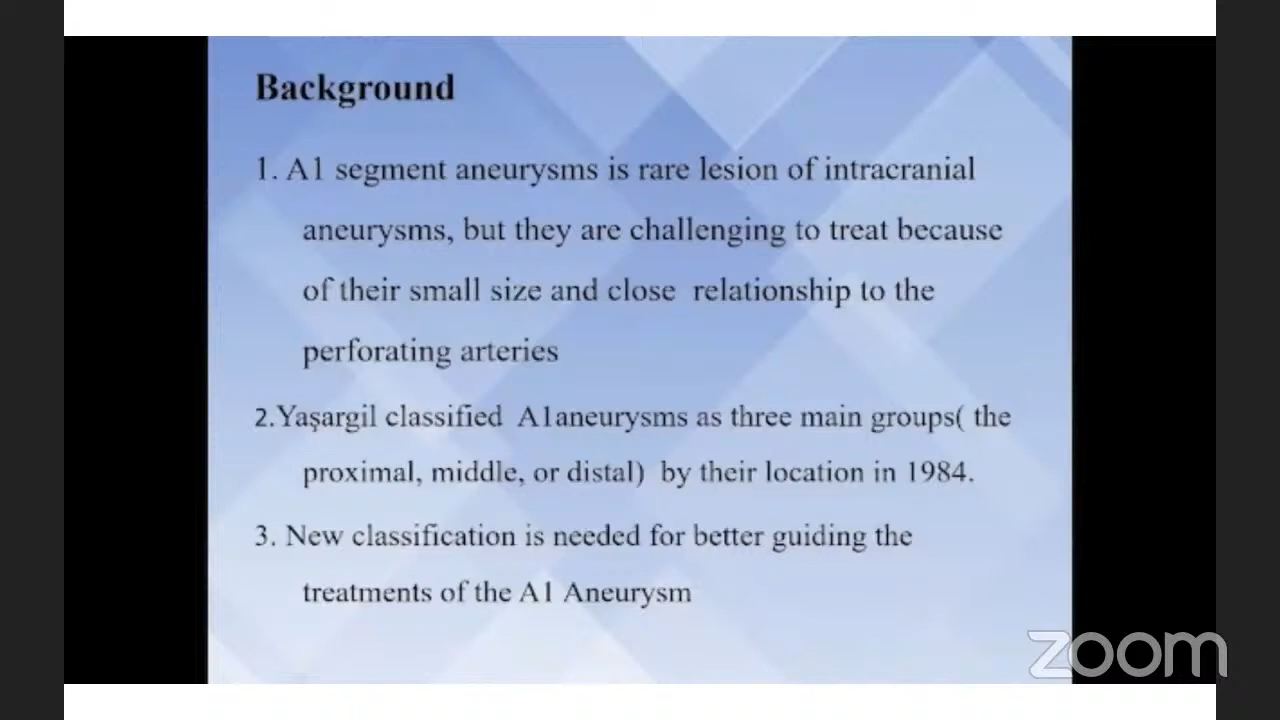 Background
1. A1 segment aneurysms is rare lesion of intracranial
aneurysms, but they are challenging to treat because
of their small size and close relationship to the
perforating arteries
2.Yaşargil classified A1aneurysms as three main groups( the
proximal, middle, or distal) by their location in 1984.
3. New classification is needed for better guiding the
treatments of the A1 Aneurysm
zoom